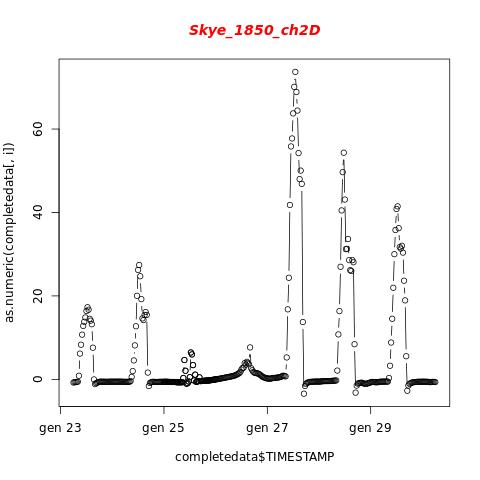 Skye_1850_ch2D
as.numeric(completedata[, i])
60
40
20
0
gen 23
gen 25
gen 27
gen 29
completedata$TIMESTAMP